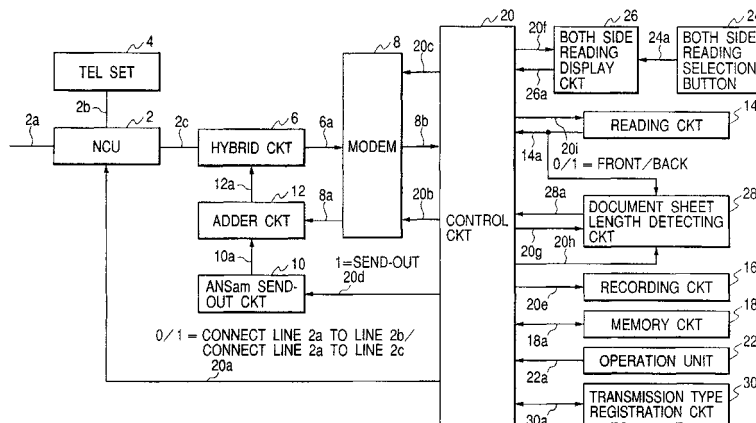 4
TEL SET
2b
2a
2
NCU
2c
6
HYBRID CKT
6a
8
MODEM
12a
12
ADDER CKT
8a
10a
10
ANSam SEND-
OUT CKT
1=SEND-OUT
20d
0/1 = CONNECT LINE 2a TO LINE 2b/
CONNECT LINE 2a TO LINE 2c
20a
20c
8b
20b
20
CONTROL
CKT
20f
26a
26
BOTH SIDE
READING
DISPLAY
CKT
24a
BOTH SIDE
READING
SELECTION
BUTTON
READING CKT
14
20i
14a
0/1 = FRONT/BACK
28a
20g
20h
DOCUMENT SHEET
LENGTH DETECTING
CKT
28
20e
RECORDING CKT
16
18a
MEMORY CKT
18
22a
OPERATION UNIT
22
30a
TRANSMISSION TYPE
REGISTRATION CKT
30